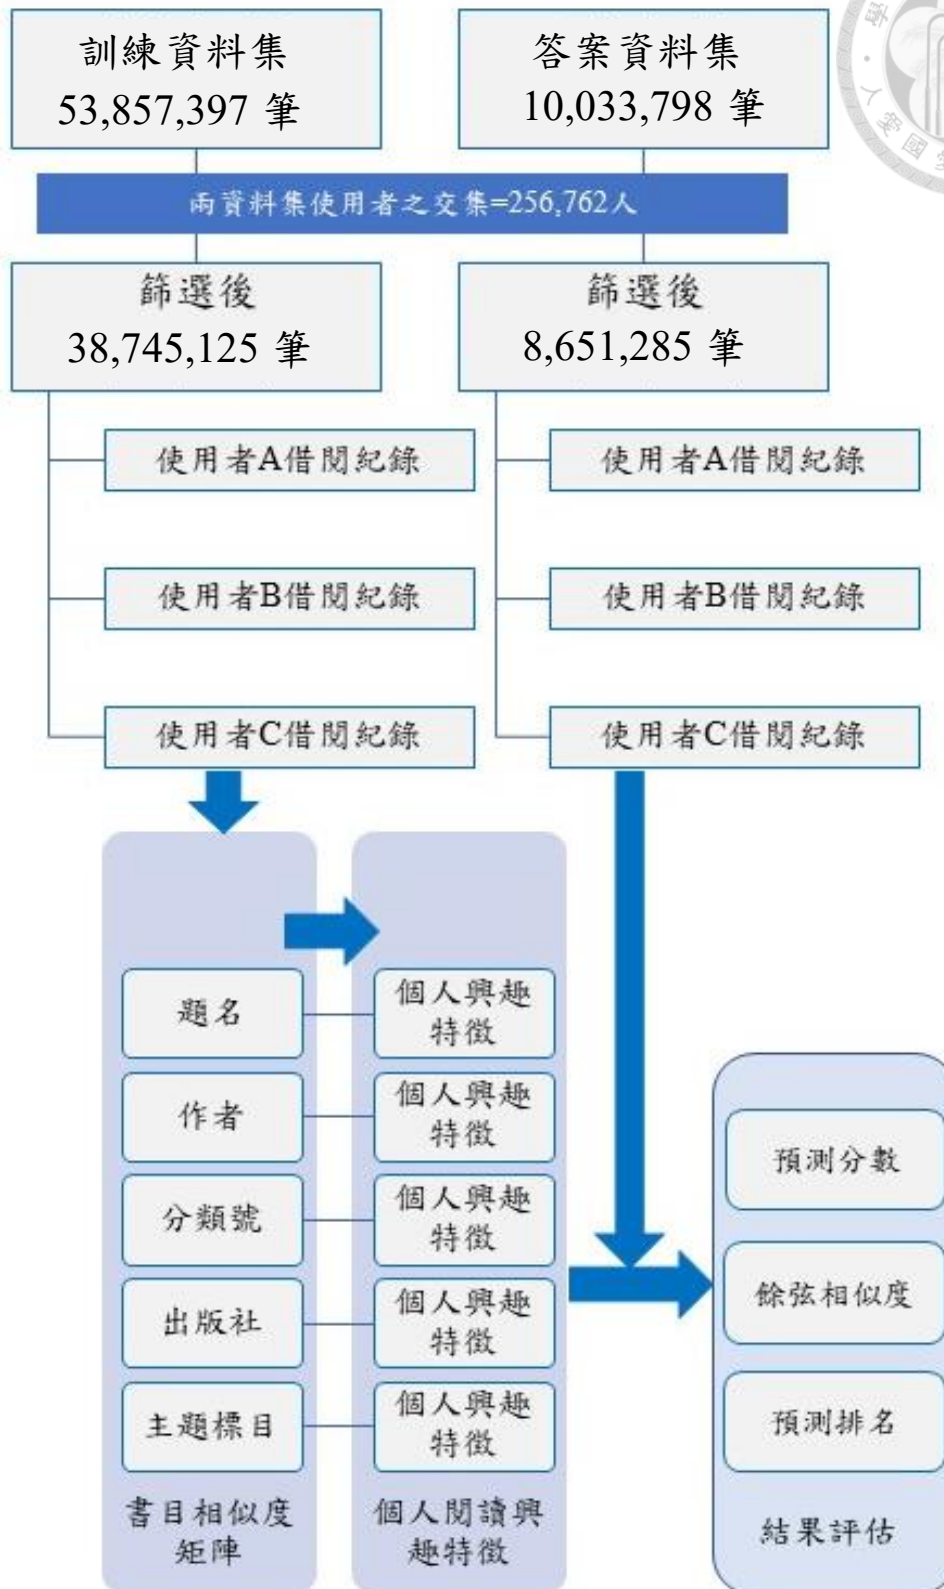 訓練資料集
53,857,397 筆
答案資料集
10,033,798 筆
兩資料集使用者之交集=256,762人
篩選後
38,745,125 筆
篩選後
8,651,285 筆
使用者A借閱紀錄
使用者A借閱紀錄
使用者B借閱紀錄
使用者B借閱紀錄
使用者C借閱紀錄
使用者C借閱紀錄
題名
作者
分類號
出版社
主題標目
書目相似度
矩陣
個人興趣
特徵
個人興趣
特徵
個人興趣
特徵
個人興趣
特徵
個人興趣
特徵
個人閱讀興
趣特徵
預測分數
餘弦相似度
預測排名
結果評估
學
人愛國愛